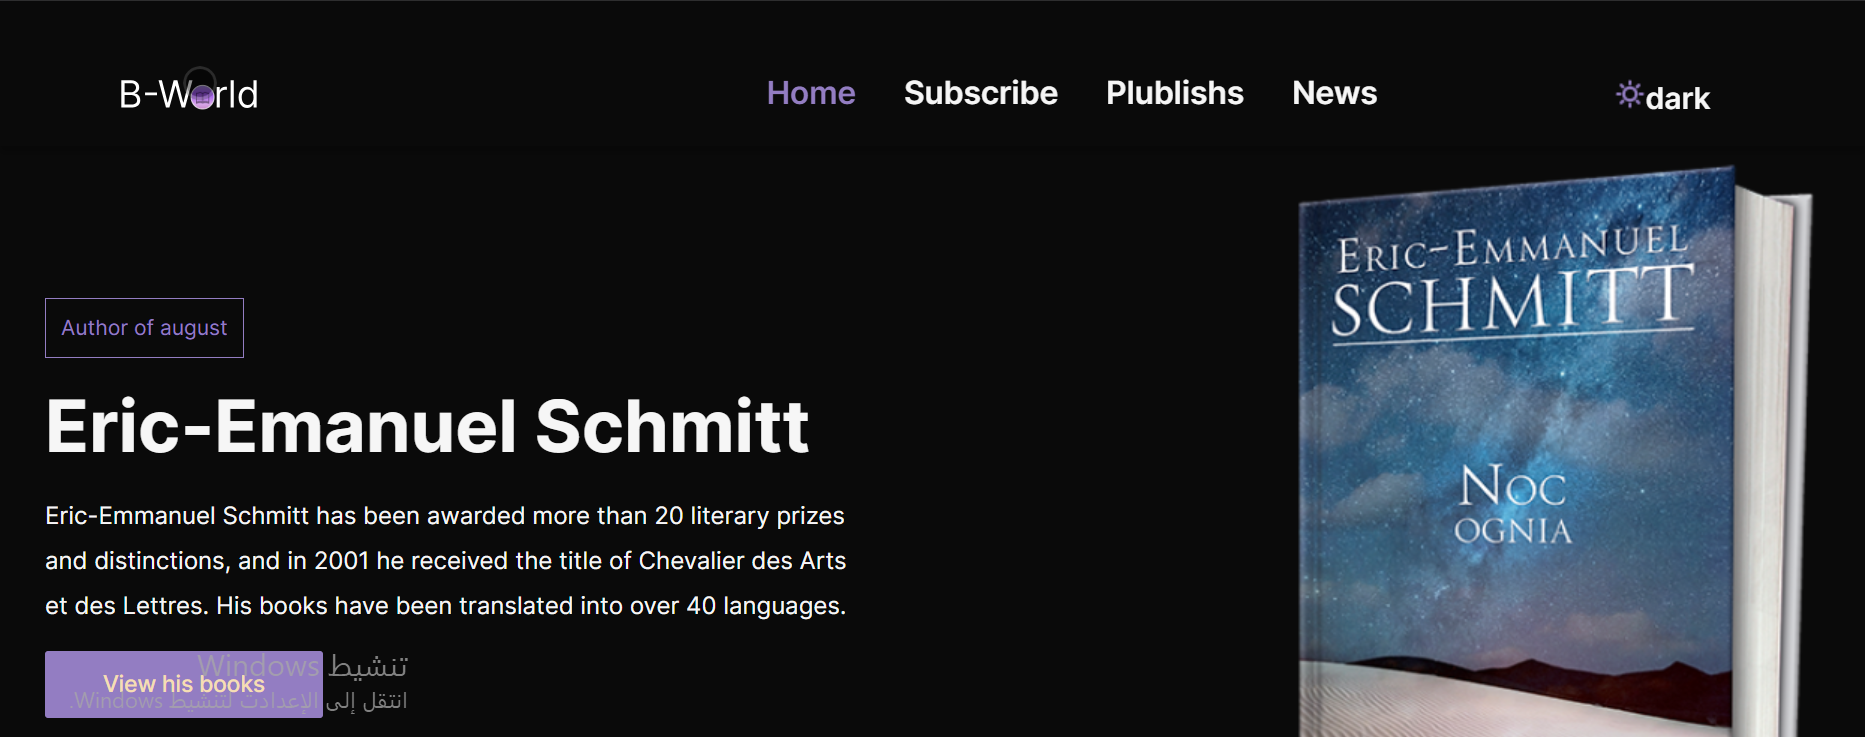 B-World
Home
Subscribe
Plublishs
News
dark
ERIC-EMMANUEL
SCHMITT
NOC
OGNIA
Author of august
Eric-Emanuel Schmitt
Eric-Emmanuel Schmitt has been awarded more than 20 literary prizes
and distinctions, and in 2001 he received the title of Chevalier des Arts
et des Lettres. His books have been translated into over 40 languages.
View his books
تنشيط Windows
انتقل إلى الإعدادت لتنشيط Windows.